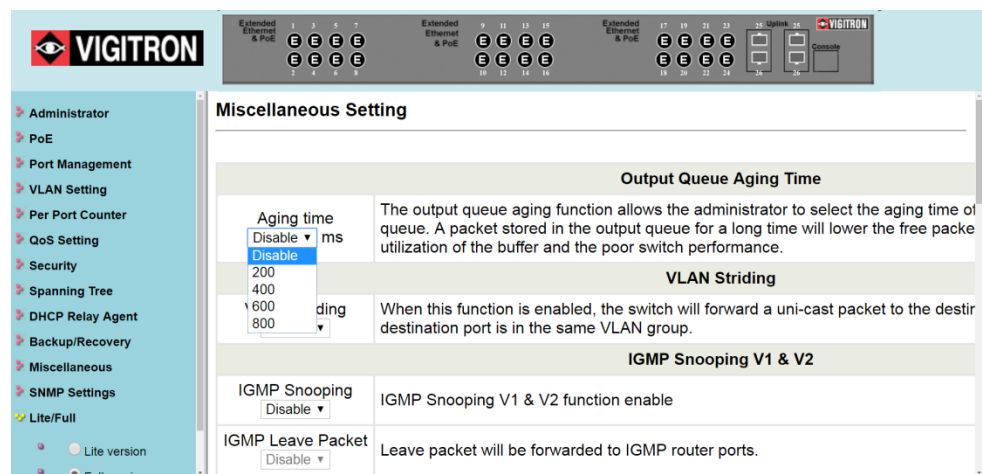 VIGITRON
Extended Ethernet & PoE
1 3 5 7
2 4 6 8
Extended Ethernet & PoE
9 11 13 15
10 12 14 16
Extended Ethernet & PoE
17 19 21 23
18 20 22 24
25 Uplink 25
26 26
VIGITRON
Console
Administrator
PoE
Port Management
VLAN Setting
Per Port Counter
QoS Setting
Security
Spanning Tree
DHCP Relay Agent
Backup/Recovery
Miscellaneous
SNMP Settings
Lite/Full
Lite version
Miscellaneous Setting
Output Queue Aging Time
Aging time
Disable ms
Disable
200
400
600
800
The output queue aging function allows the administrator to select the aging time of
queue. A packet stored in the output queue for a long time will lower the free packe
utilization of the buffer and the poor switch performance.
VLAN Striding
When this function is enabled, the switch will forward a uni-cast packet to the destin
destination port is in the same VLAN group.
IGMP Snooping V1 & V2
IGMP Snooping
Disable
IGMP Snooping V1 & V2 function enable
IGMP Leave Packet
Disable
Leave packet will be forwarded to IGMP router ports.